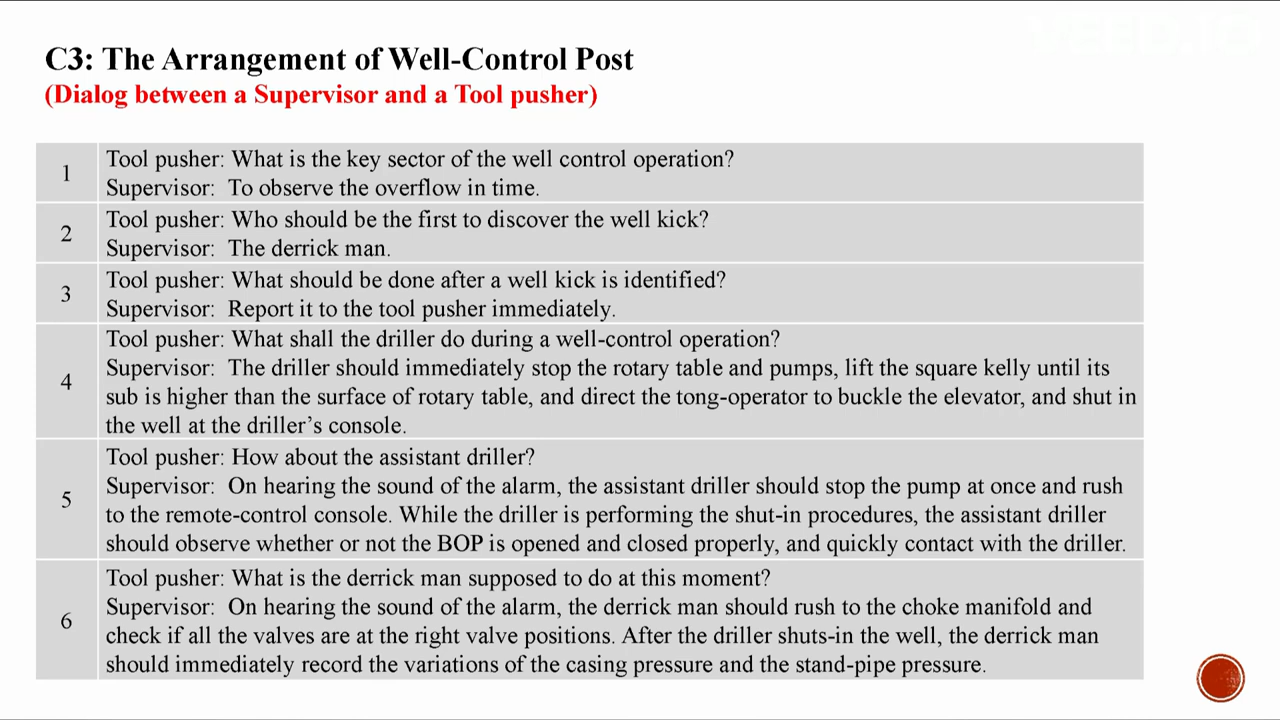 C3: The Arrangement of Well-Control Post
(Dialog between a Supervisor and a Tool pusher)
1
Tool pusher: What is the key sector of the well control operation?
Supervisor: To observe the overflow in time.
2
Tool pusher: Who should be the first to discover the well kick?
Supervisor: The derrick man.
3
Tool pusher: What should be done after a well kick is identified?
Supervisor: Report it to the tool pusher immediately.
4
Tool pusher: What shall the driller do during a well-control operation?
Supervisor: The driller should immediately stop the rotary table and pumps, lift the square kelly until its
sub is higher than the surface of rotary table, and direct the tong-operator to buckle the elevator, and shut in
the well at the driller's console.
5
Tool pusher: How about the assistant driller?
Supervisor: On hearing the sound of the alarm, the assistant driller should stop the pump at once and rush
to the remote-control console. While the driller is performing the shut-in procedures, the assistant driller
should observe whether or not the BOP is opened and closed properly, and quickly contact with the driller.
6
Tool pusher: What is the derrick man supposed to do at this moment?
Supervisor: On hearing the sound of the alarm, the derrick man should rush to the choke manifold and
check if all the valves are at the right valve positions. After the driller shuts-in the well, the derrick man
should immediately record the variations of the casing pressure and the stand-pipe pressure.